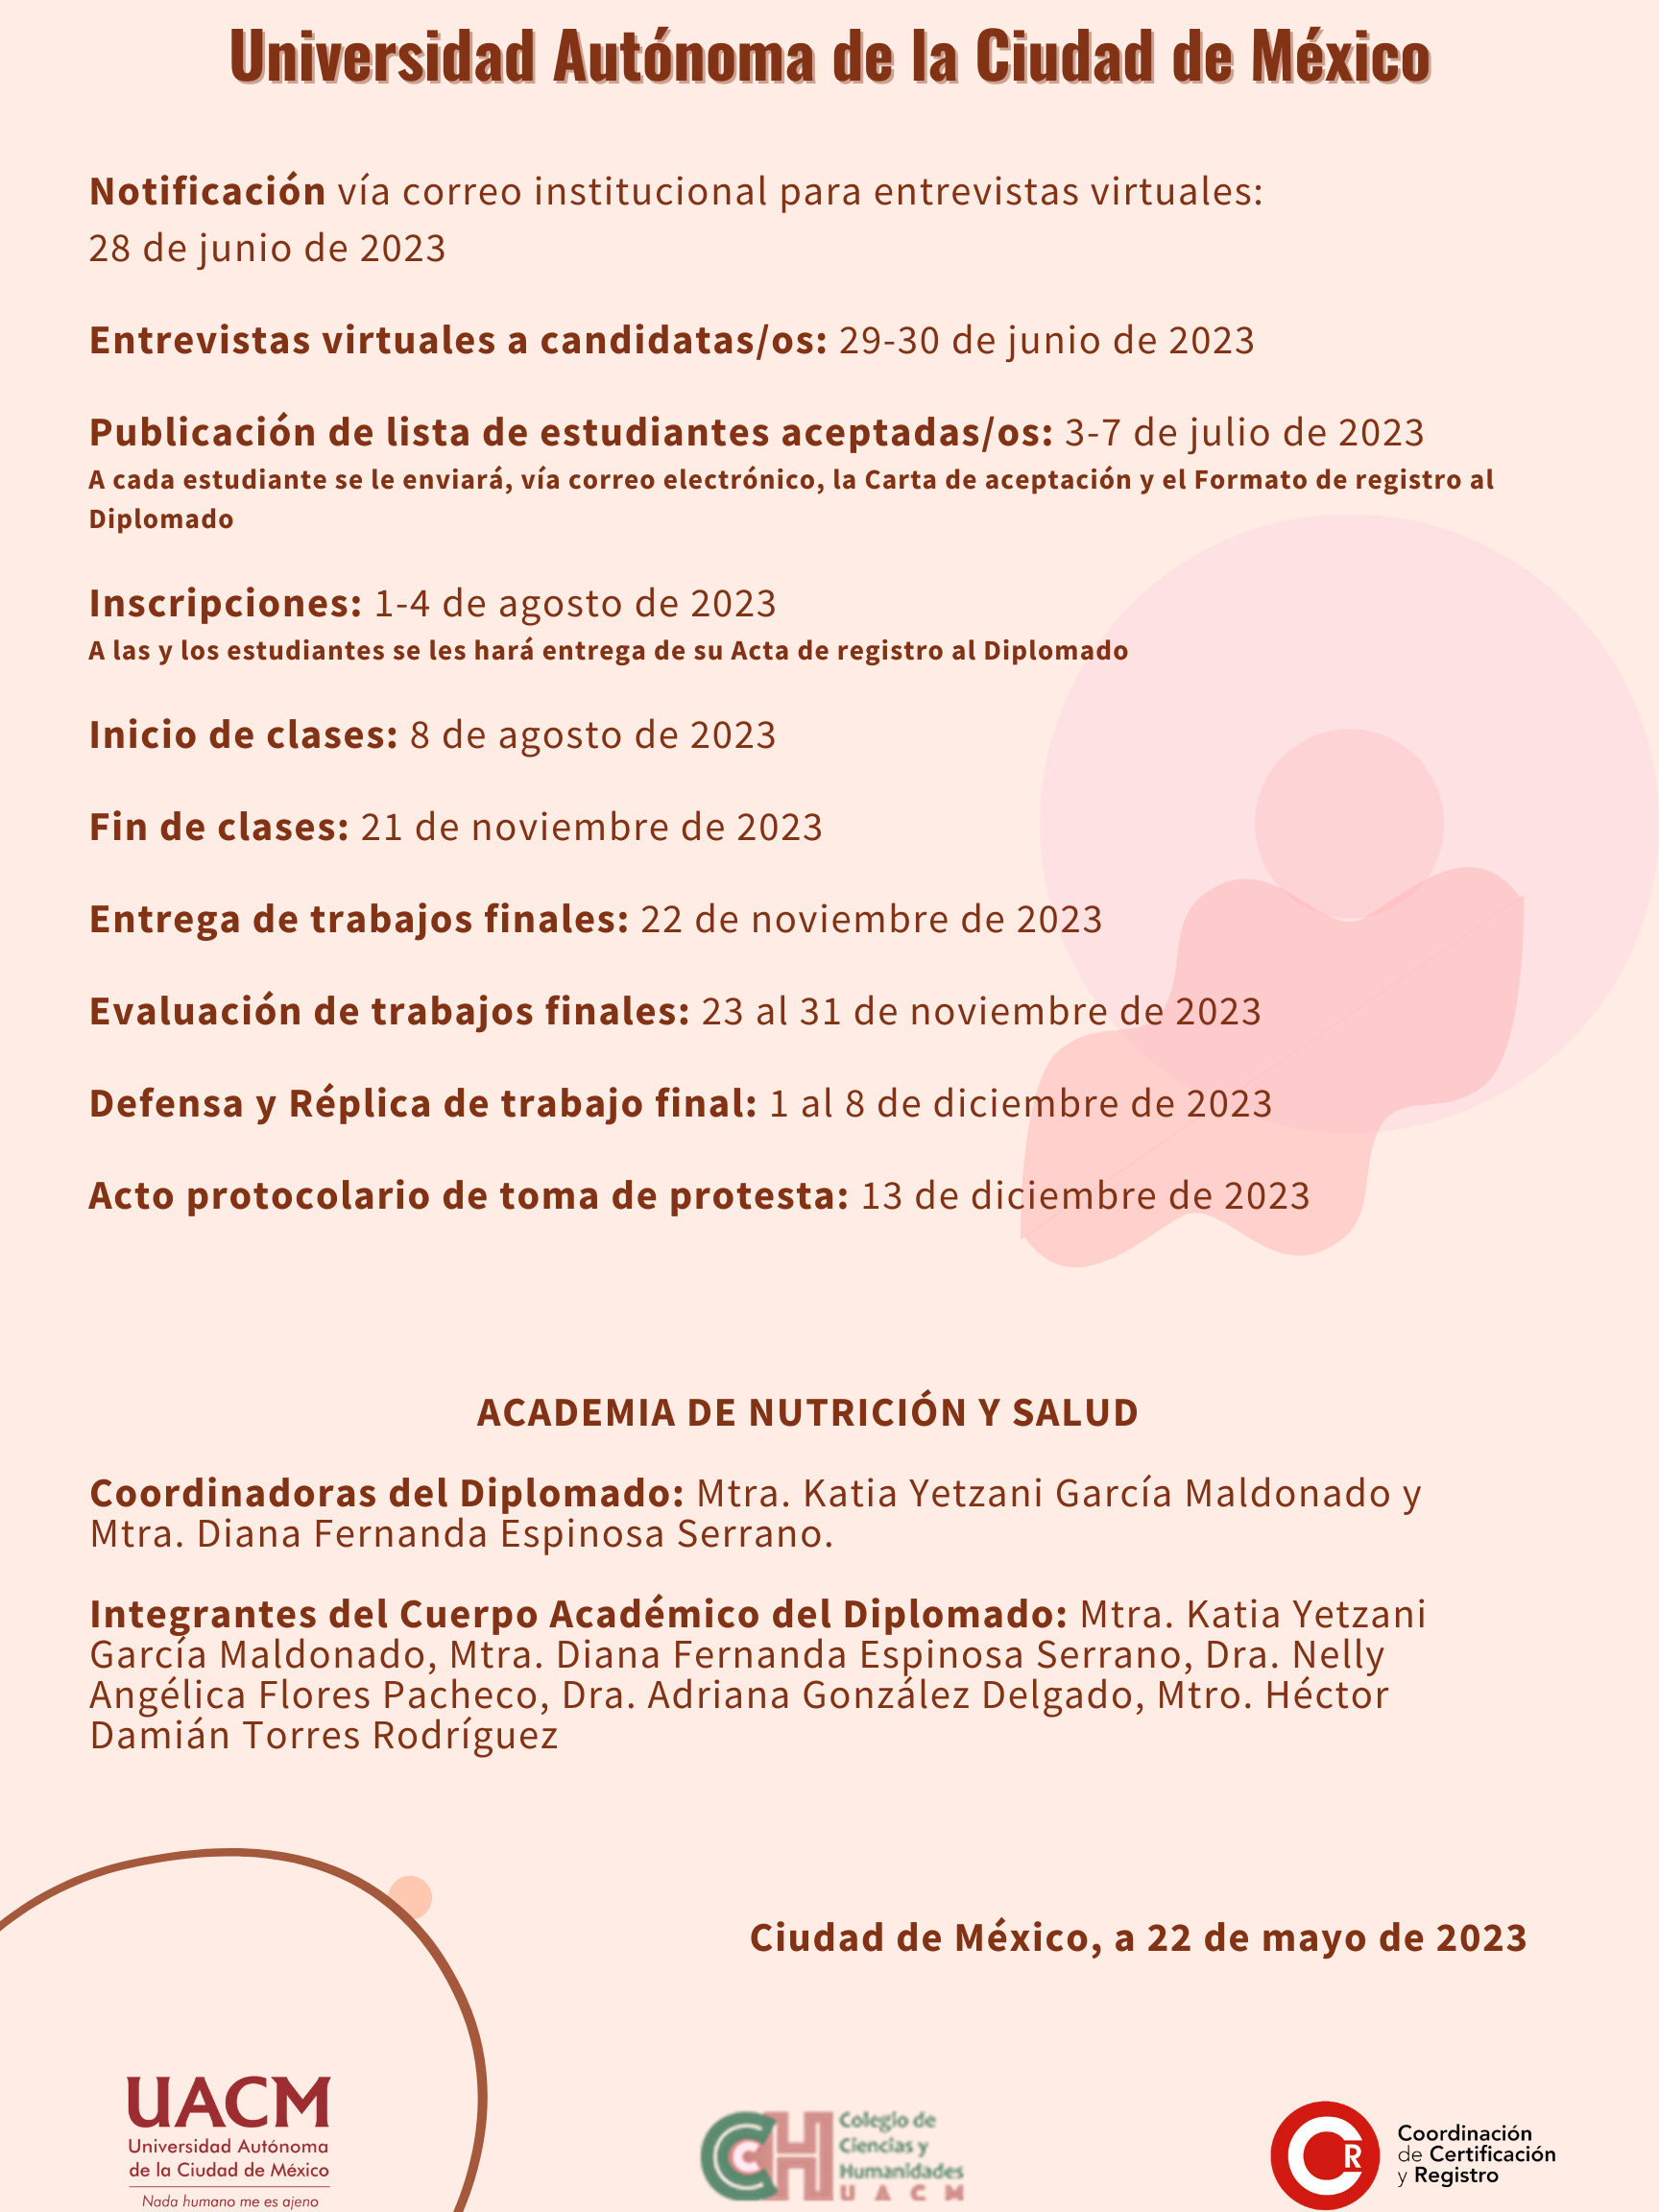 Universidad Autónoma de la Ciudad de México
Notificación vía correo institucional para entrevistas virtuales:
28 de junio de 2023
Entrevistas virtuales a candidatas/os: 29-30 de junio de 2023
Publicación de lista de estudiantes aceptadas/os: 3-7 de julio de 2023
A cada estudiante se le enviará, vía correo electrónico, la Carta de aceptación y el Formato de registro al
Diplomado
Inscripciones: 1-4 de agosto de 2023
A las y los estudiantes se les hará entrega de su Acta de registro al Diplomado
Inicio de clases: 8 de agosto de 2023
Fin de clases: 21 de noviembre de 2023
Entrega de trabajos finales: 22 de noviembre de 2023
Evaluación de trabajos finales: 23 al 31 de noviembre de 2023
Defensa y Réplica de trabajo final: 1 al 8 de diciembre de 2023
Acto protocolario de toma de protesta: 13 de diciembre de 2023
ACADEMIA DE NUTRICIÓN Y SALUD
Coordinadoras del Diplomado: Mtra. Katia Yetzani García Maldonado y
Mtra. Diana Fernanda Espinosa Serrano.
Integrantes del Cuerpo Académico del Diplomado: Mtra. Katia Yetzani
García Maldonado, Mtra. Diana Fernanda Espinosa Serrano, Dra. Nelly
Angélica Flores Pacheco, Dra. Adriana González Delgado, Mtro. Héctor
Damián Torres Rodríguez
Ciudad de México, a 22 de mayo de 2023
UACM
Universidad Autónoma
de la Ciudad de México
Nada humano me es ajeno
CCH
Colegio de
Ciencias y
Humanidades
UACM
CR
Coordinación
de Certificación
y Registro